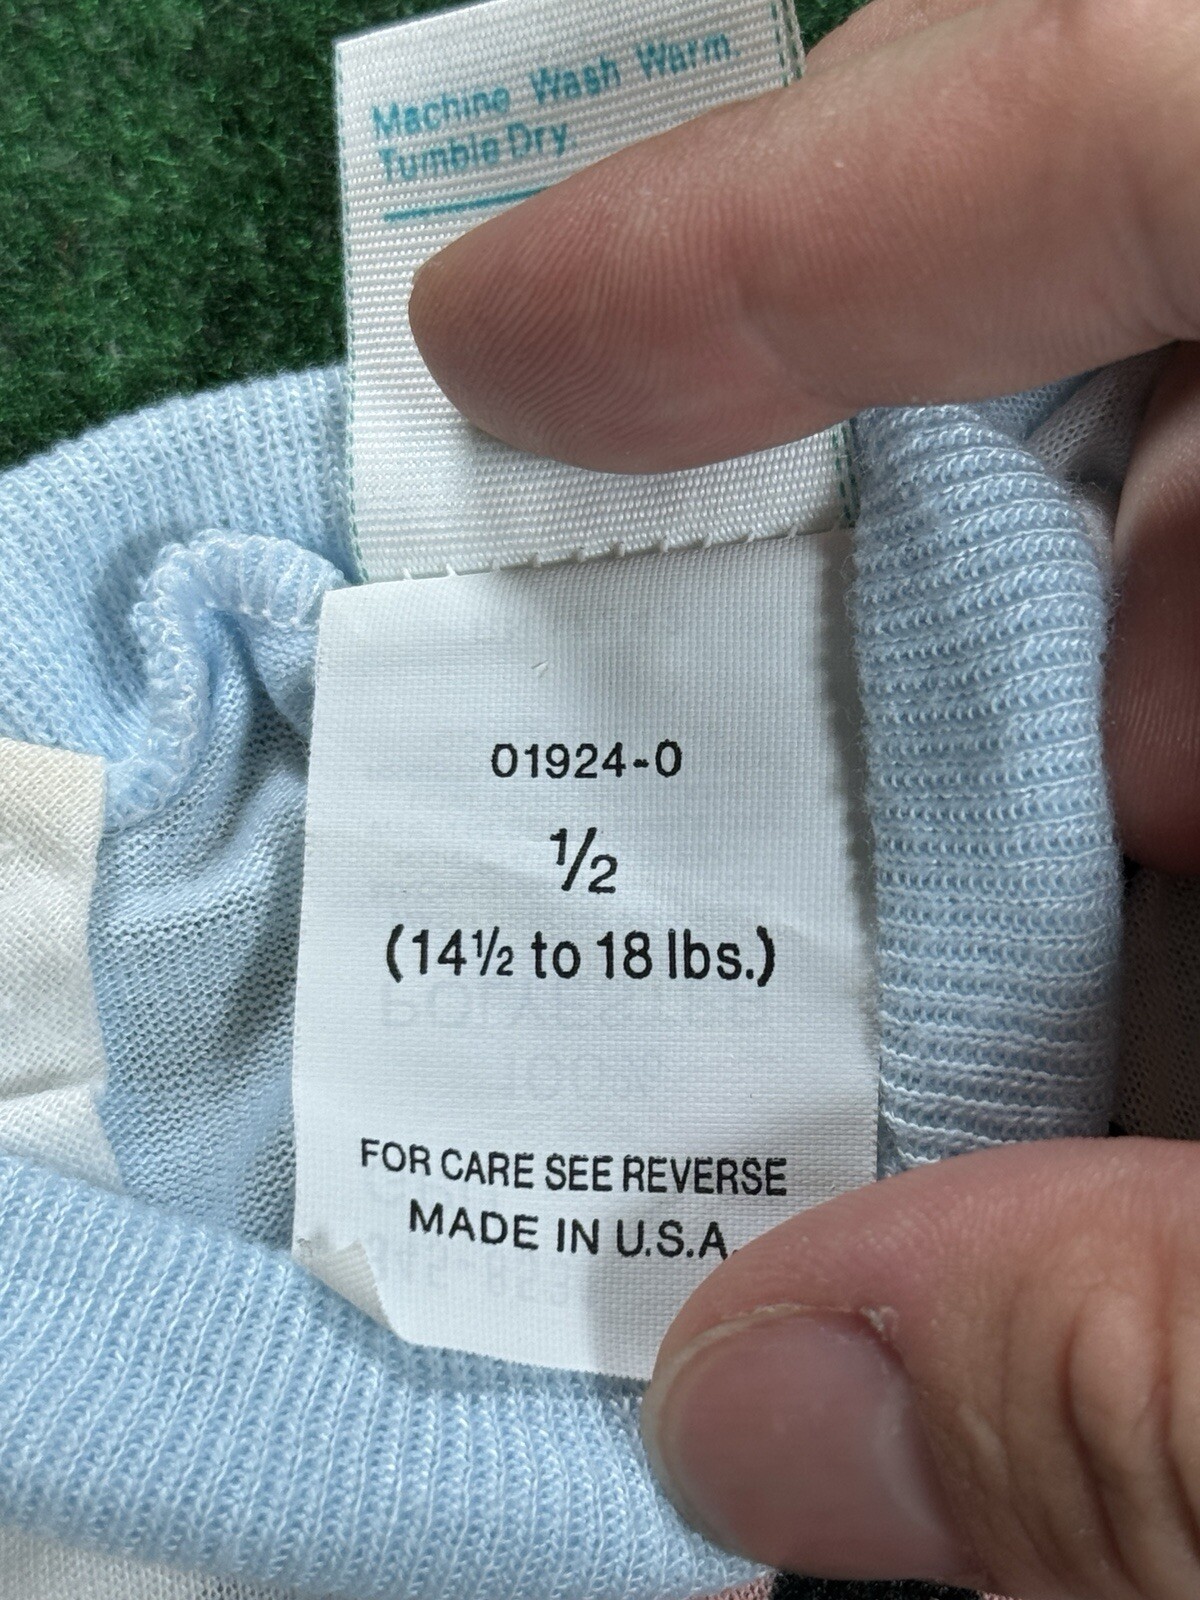 Machine Wash Warm.
Tumble Dry.
01924-0
1/2
(14½ to 18 lbs.)
FOR CARE SEE REVERSE
MADE IN U.S.A.